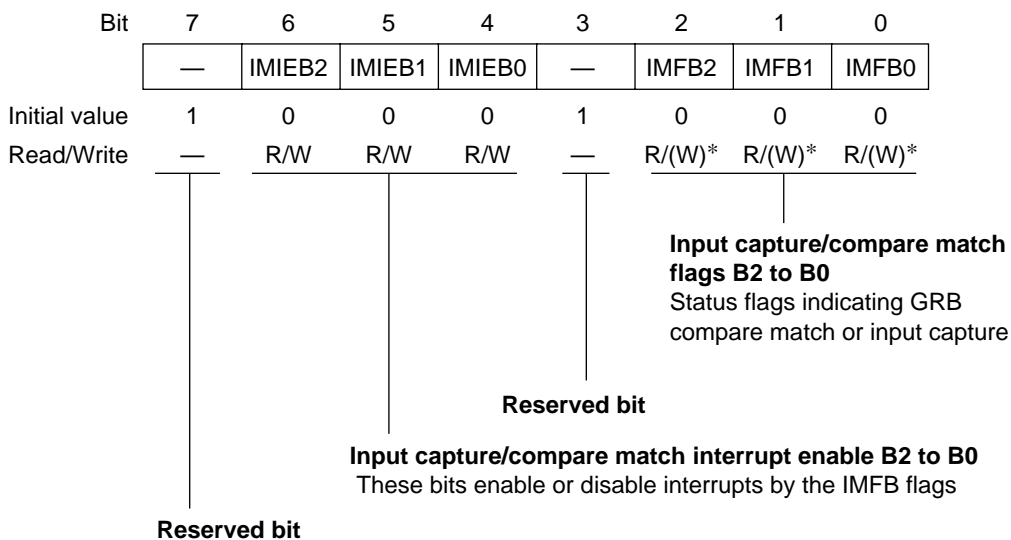 Bit 7 6 5 4 3 2 1 0
— IMIEB2 IMIEB1 IMIEB0 — IMFB2 IMFB1 IMFB0
Initial value 1 0 0 0 1 0 0 0
Read/Write — R/W R/W R/W — R/(W)* R/(W)* R/(W)*
Input capture/compare match
flags B2 to B0
Status flags indicating GRB
compare match or input capture
Reserved bit
Input capture/compare match interrupt enable B2 to B0
These bits enable or disable interrupts by the IMFB flags
Reserved bit